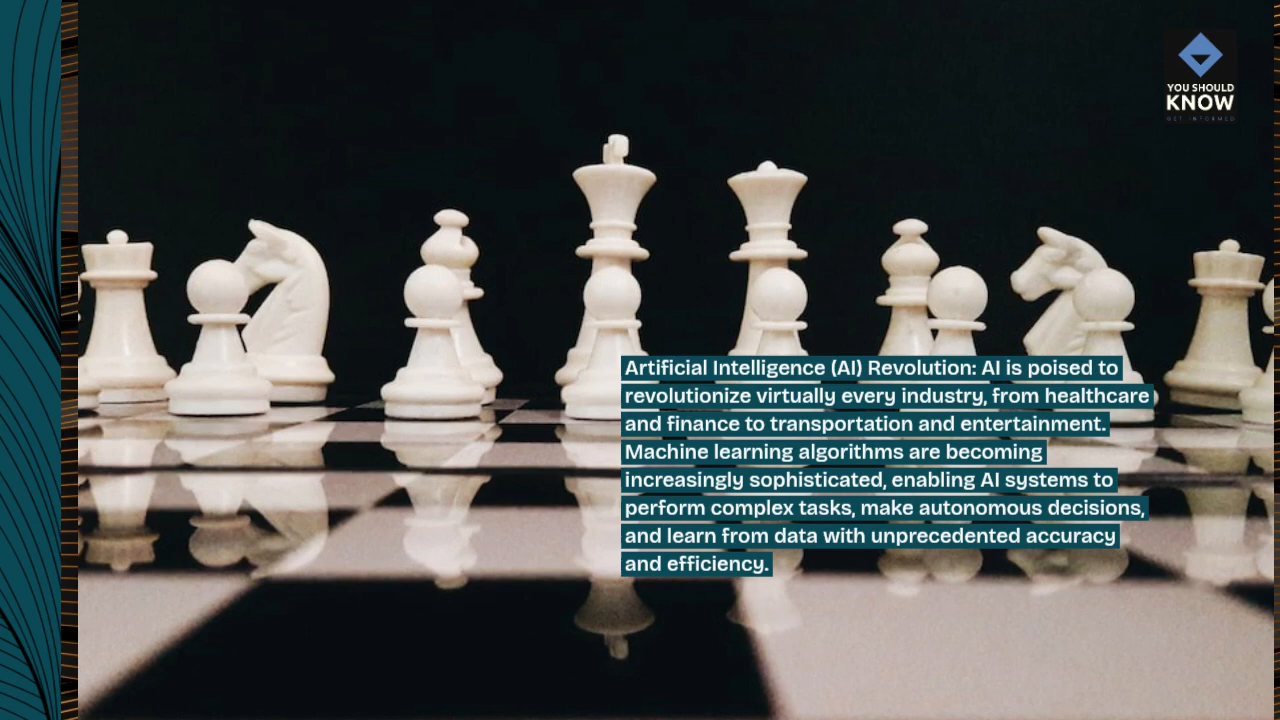 YOU SHOULD
KNOW
GET INFORMED
Artificial Intelligence (AI) Revolution: AI is poised to
revolutionize virtually every industry, from healthcare
and finance to transportation and entertainment.
Machine learning algorithms are becoming
increasingly sophisticated, enabling AI systems to
perform complex tasks, make autonomous decisions,
and learn from data with unprecedented accuracy
and efficiency.